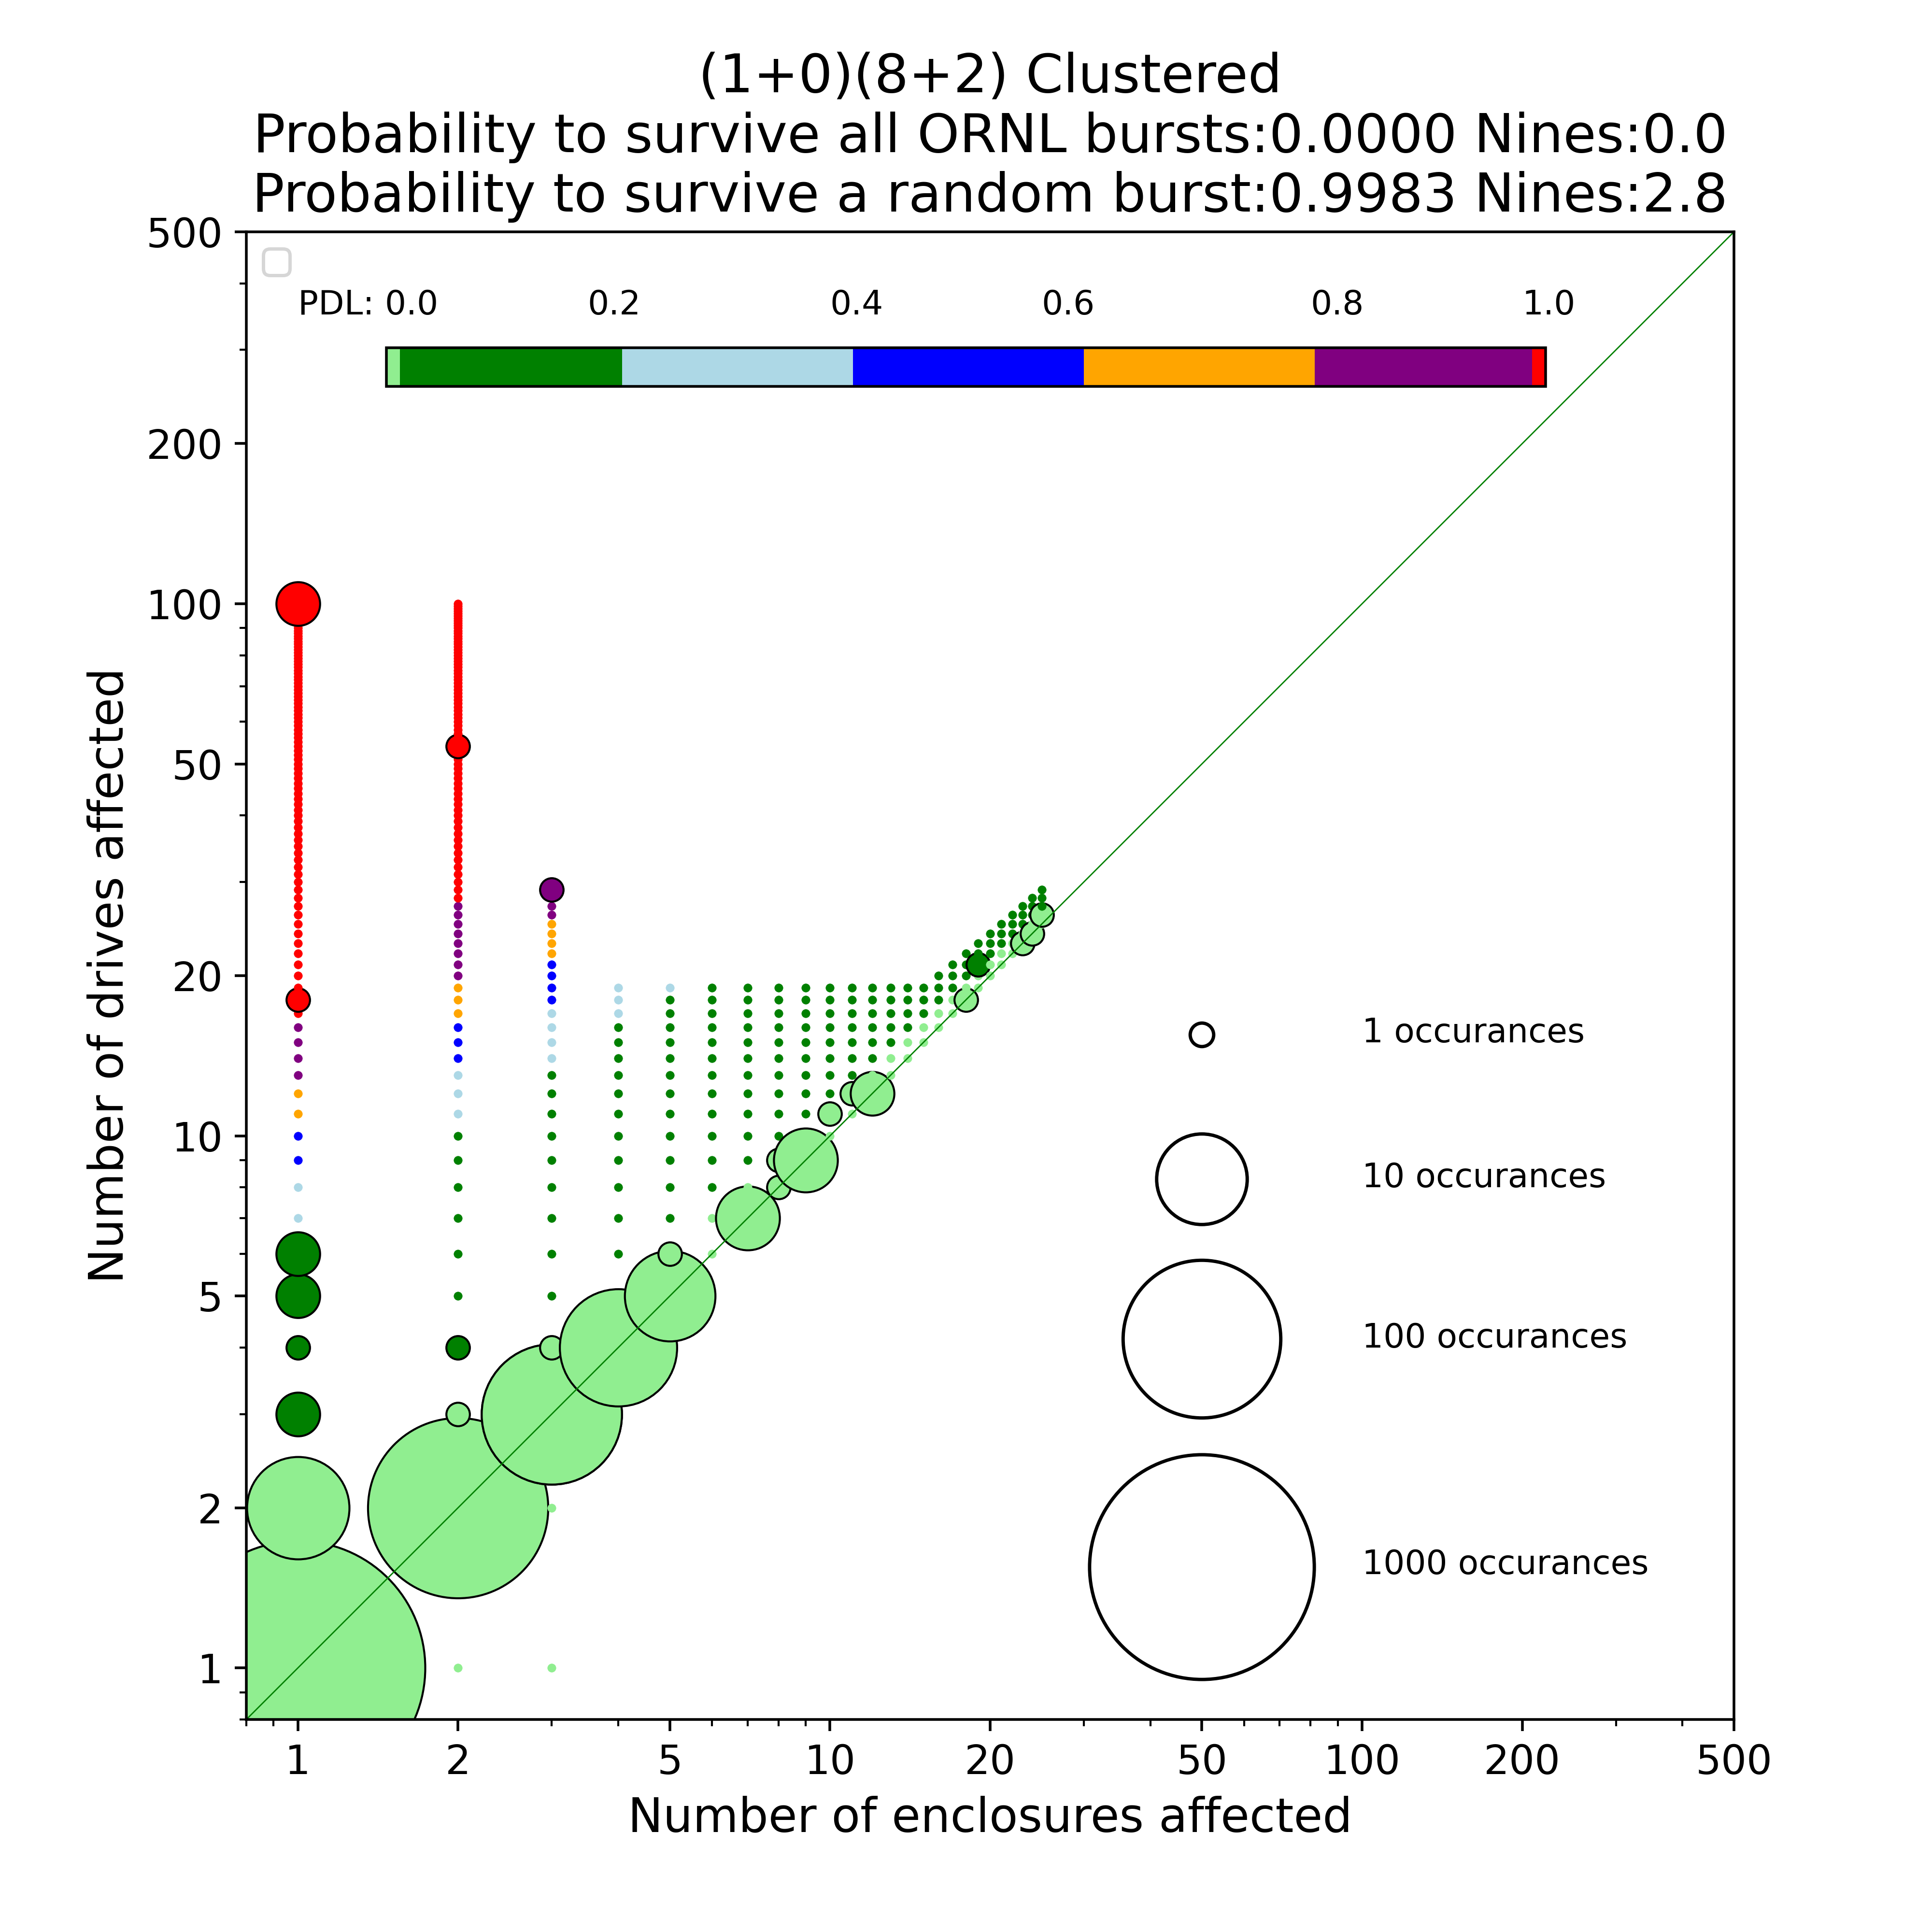 (1+0)(8+2) Clustered
Probability to survive all ORNL bursts:0.0000 Nines:0.0
Probability to survive a random burst:0.9983 Nines:2.8
PDL: 0.0 0.2 0.4 0.6 0.8 1.0
500
200
100
50
20
10
5
2
1
Number of drives affected
1 occurances
10 occurances
100 occurances
1000 occurances
1 2 5 10 20 50 100 200 500
Number of enclosures affected